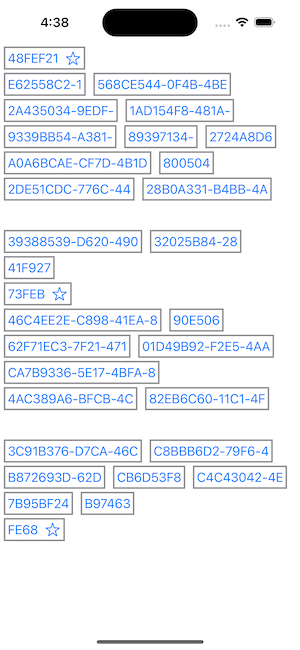 4:38
48FEF21 ☆
E62558C2-1 568CE544-0F4B-4BE
2A435034-9EDF- 1AD154F8-481A-
9339BB54-A381- 89397134- 2724A8D6
A0A6BCAE-CF7D-4B1D 800504
2DE51CDC-776C-44 28B0A331-B4BB-4A
39388539-D620-490 32025B84-28
41F927
73FEB ☆
46C4EE2E-C898-41EA-8 90E506
62F71EC3-7F21-471 01D49B92-F2E5-4AA
CA7B9336-5E17-4BFA-8
4AC389A6-BFCB-4C 82EB6C60-11C1-4F
3C91B376-D7CA-46C C8BBB6D2-79F6-4
B872693D-62D CB6D53F8 C4C43042-4E
7B95BF24 B97463
FE68 ☆